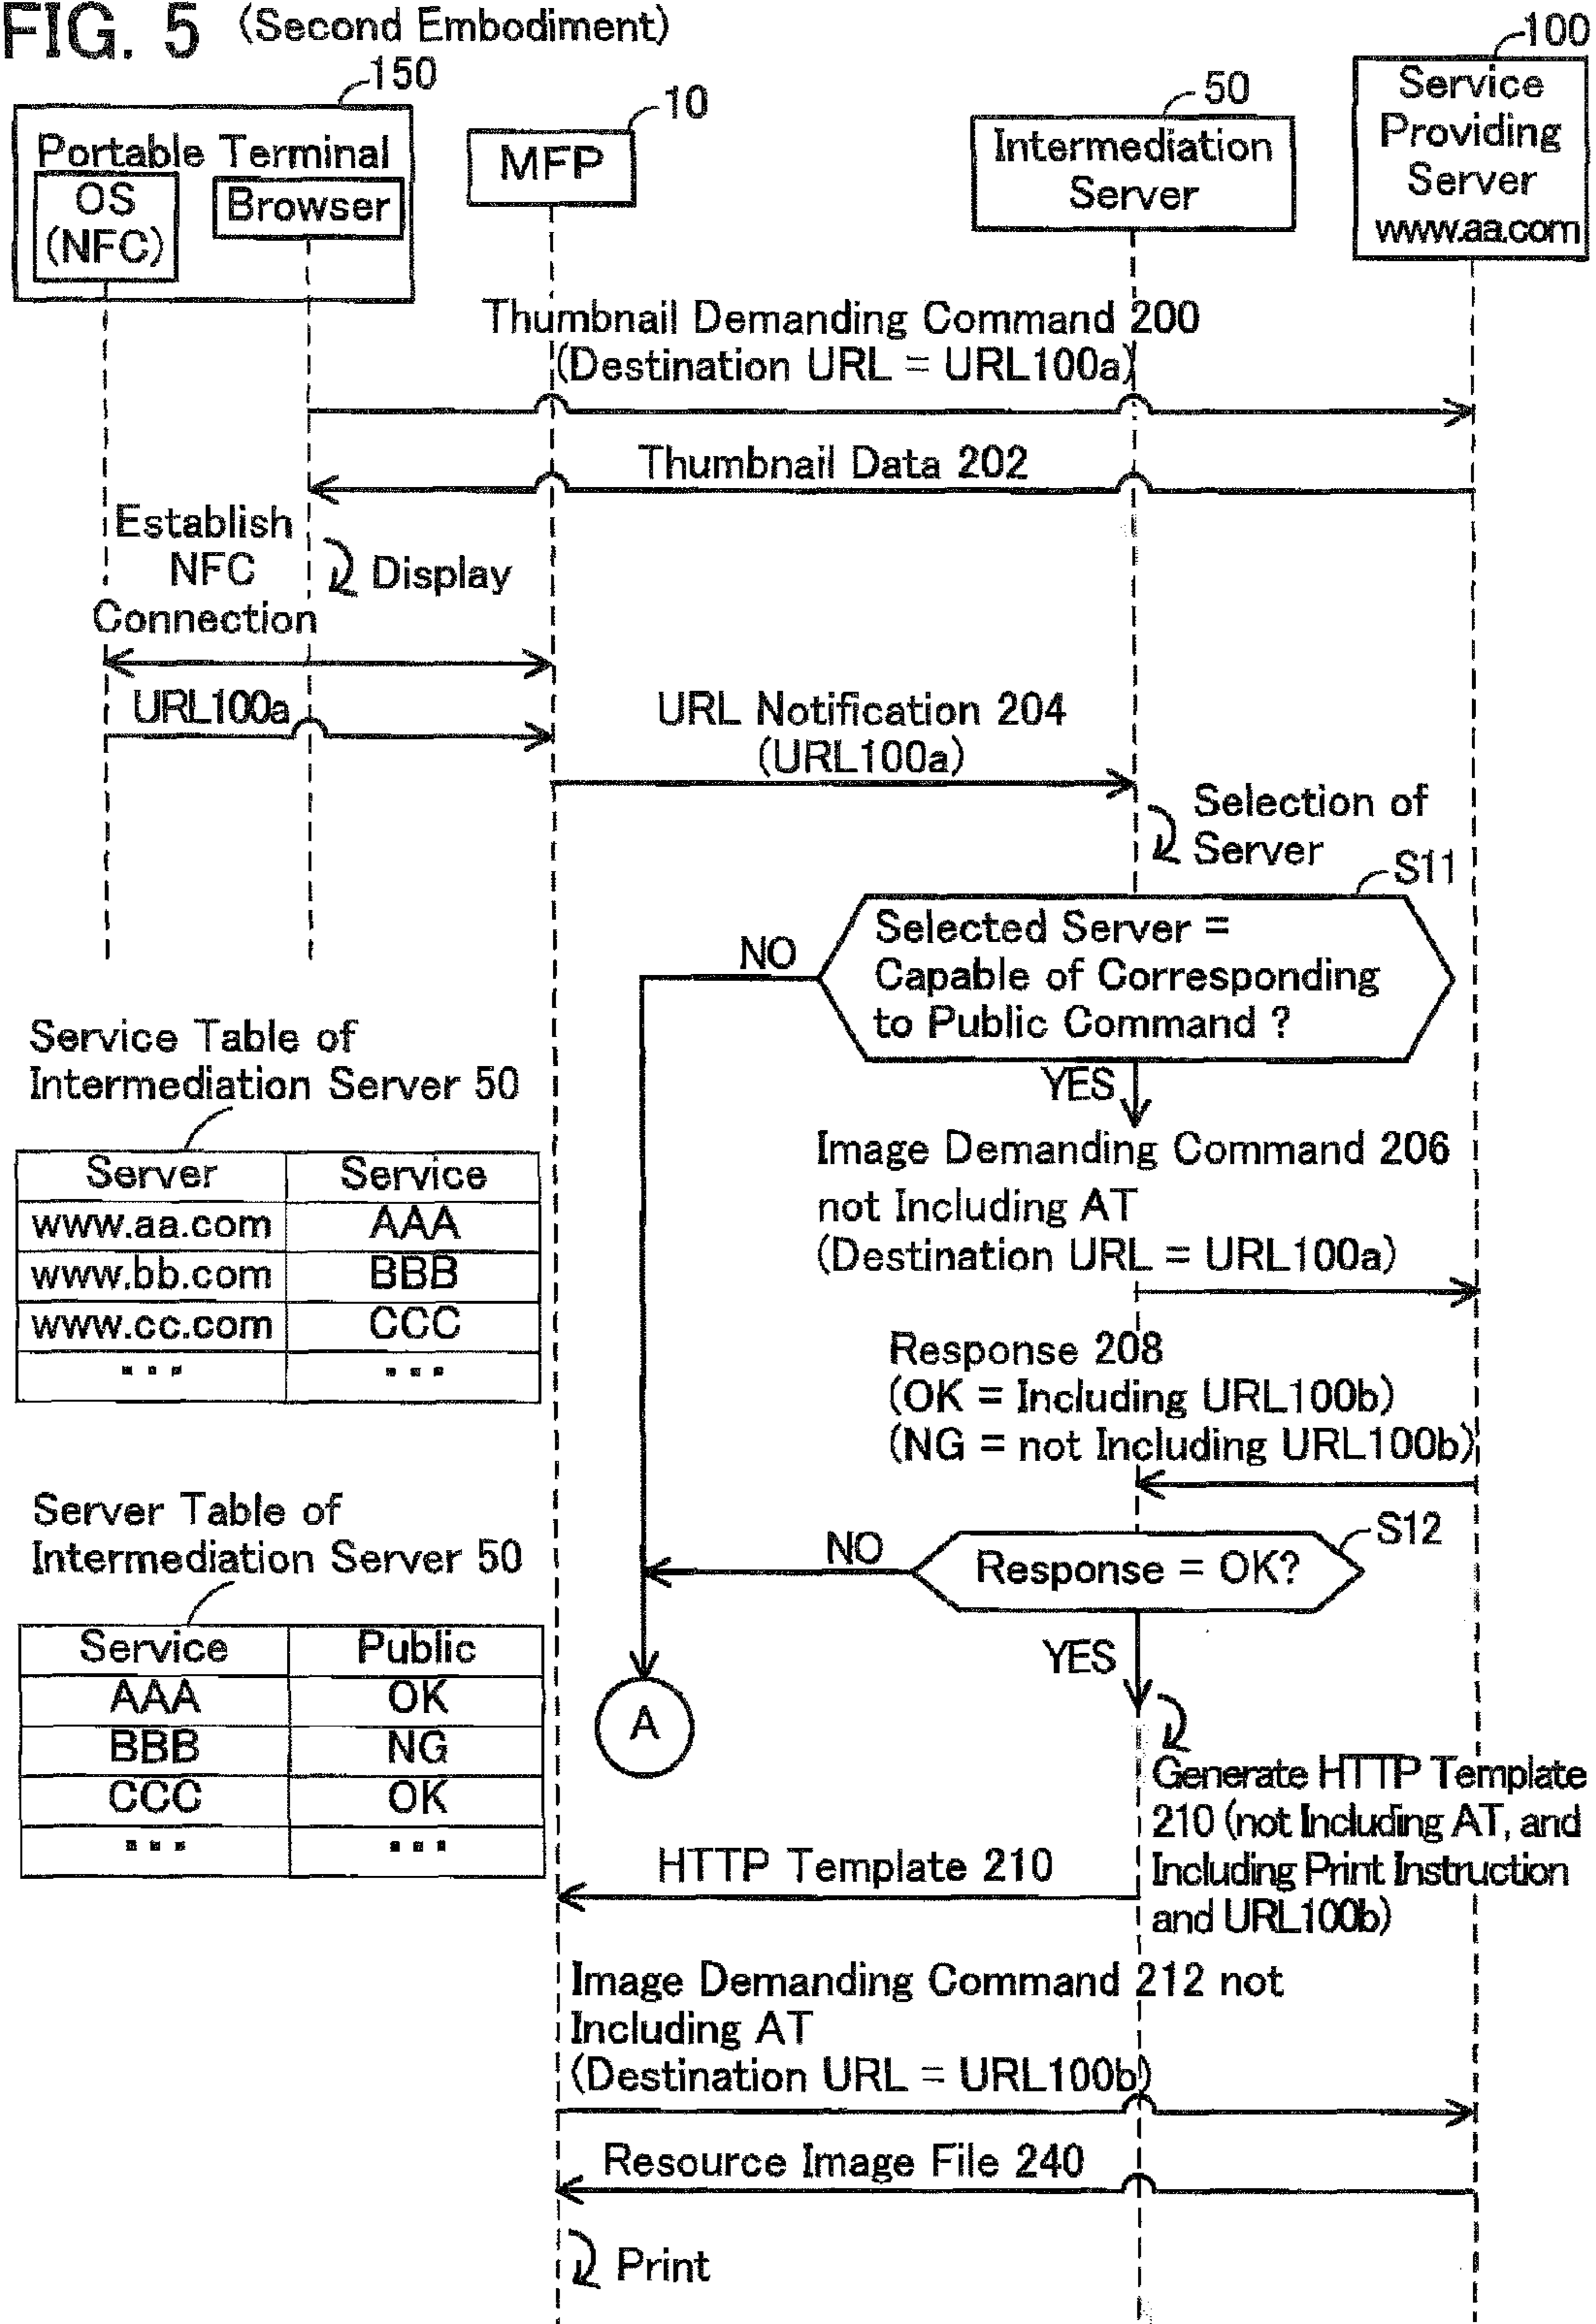 FIG. 5 (Second Embodiment)
150
10
50
100
Portable Terminal
OS
(NFC)
Browser
MFP
Intermediation
Server
Service
Providing
Server
www.aa.com
Thumbnail Demanding Command 200
(Destination URL = URL100a)
Thumbnail Data 202
Establish
NFC
Connection
Display
URL100a
URL Notification 204
(URL100a)
Selection of
Server
S11
Selected Server =
Capable of Corresponding
to Public Command ?
NO
YES
Service Table of
Intermediation Server 50
Server Service
www.aa.com AAA
www.bb.com BBB
www.cc.com CCC
... ...
Image Demanding Command 206
not Including AT
(Destination URL = URL100a)
Response 208
(OK = Including URL100b)
(NG = not Including URL100b)
S12
Response = OK?
NO
YES
Server Table of
Intermediation Server 50
Service Public
AAA OK
BBB NG
CCC OK
... ...
A
Generate HTTP Template
210 (not Including AT, and
Including Print Instruction
and URL100b)
HTTP Template 210
Image Demanding Command 212 not
Including AT
(Destination URL = URL100b)
Resource Image File 240
Print